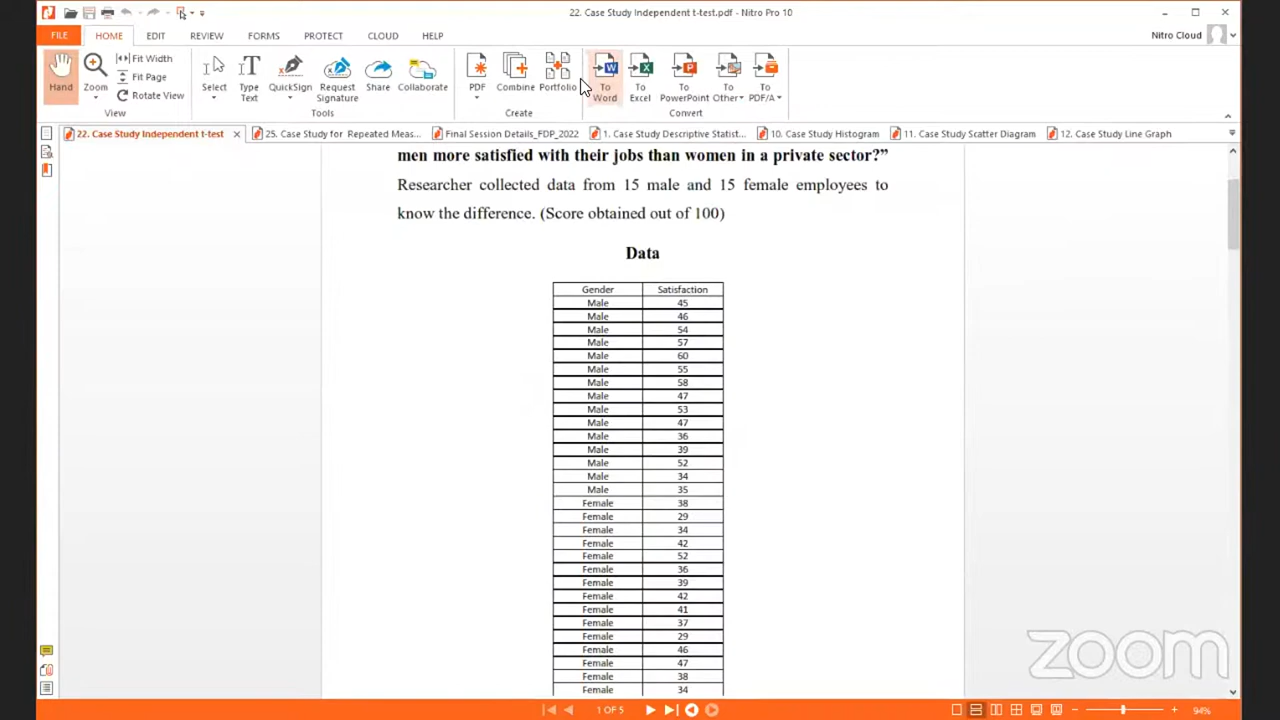 22. Case Study Independent t-test.pdf - Nitro Pro 10
FILE HOME EDIT REVIEW FORMS PROTECT CLOUD HELP Nitro Cloud
Hand
Zoom
Fit Width
Fit Page
Rotate View
View
Select
Type Text
QuickSign
Request Signature
Share
Collaborate
Tools
PDF
Combine
Portfolio
Create
To Word
To Excel
To PowerPoint
To Other
To PDF/A
Convert
22. Case Study Independent t-test
25. Case Study for Repeated Meas...
Final Session Details_FDP_2022
1. Case Study Descriptive Statist...
10. Case Study Histogram
11. Case Study Scatter Diagram
12. Case Study Line Graph
men more satisfied with their jobs than women in a private sector?”
Researcher collected data from 15 male and 15 female employees to
know the difference. (Score obtained out of 100)
Data
Gender Satisfaction
Male 45
Male 46
Male 54
Male 57
Male 60
Male 55
Male 58
Male 47
Male 53
Male 47
Male 36
Male 39
Male 52
Male 34
Male 35
Female 38
Female 29
Female 34
Female 42
Female 52
Female 36
Female 39
Female 42
Female 41
Female 37
Female 29
Female 46
Female 47
Female 38
Female 34
zoom
1 OF 5
94%